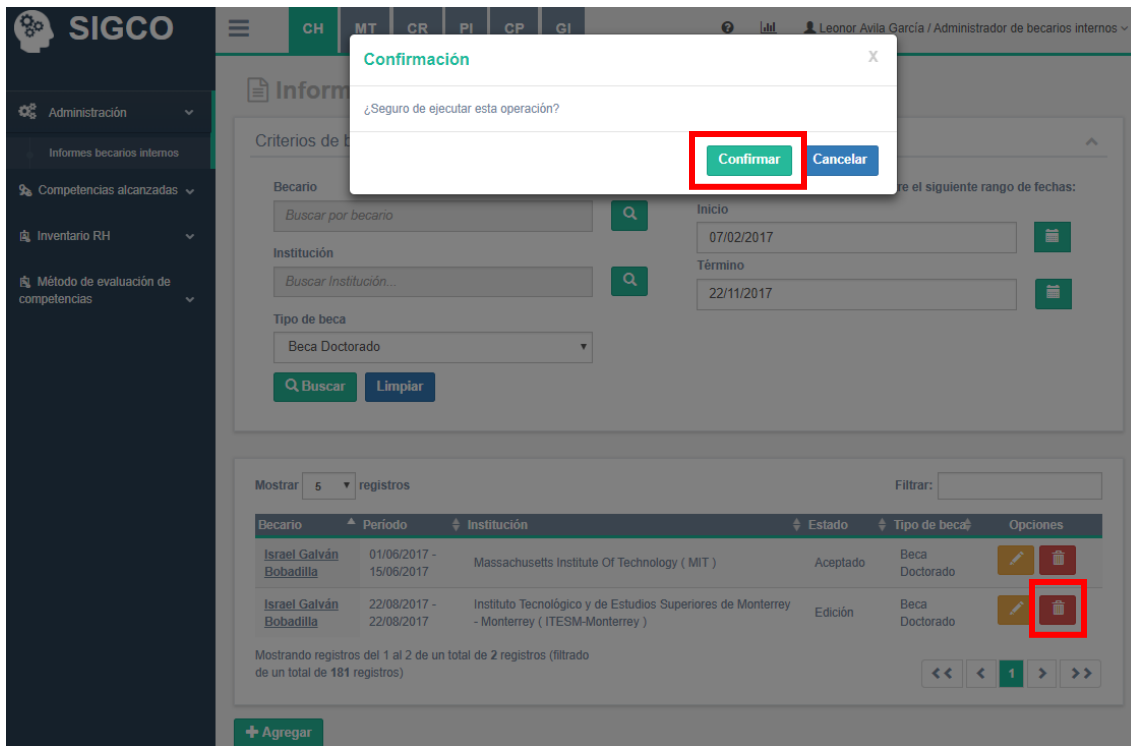 SIGCO
CH MT CR PI CP GI
Leonor Avila García / Administrador de becarios internos
Administración
Informes becarios internos
Competencias alcanzadas
Inventario RH
Método de evaluación de
competencias
Inform
Confirmación X
¿Seguro de ejecutar esta operación?
Confirmar Cancelar
Criterios de b
re el siguiente rango de fechas:
Becario
Buscar por becario
Institución
Buscar Institución...
Tipo de beca
Beca Doctorado
Inicio
07/02/2017
Término
22/11/2017
Buscar Limpiar
Mostrar 5 registros Filtrar:
Becario Período Institución Estado Tipo de beca Opciones
Israel Galván 01/06/2017 - Massachusetts Institute Of Technology ( MIT ) Aceptado Beca
Bobadilla 15/06/2017 Doctorado
Israel Galván 22/08/2017 - Instituto Tecnológico y de Estudios Superiores de Monterrey Edición Beca
Bobadilla 22/08/2017 - Monterrey ( ITESM-Monterrey ) Doctorado
Mostrando registros del 1 al 2 de un total de 2 registros (filtrado
de un total de 181 registros)
<< < 1 > >>
+ Agregar